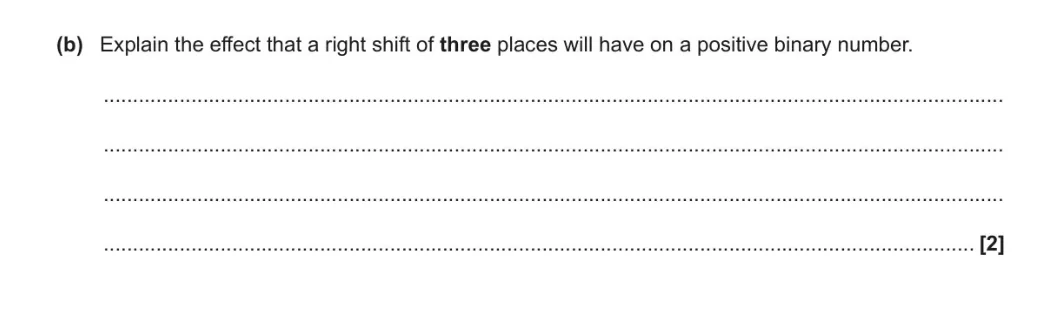 (b) Explain the effect that a right shift of three places will have on a positive binary number.
[2]